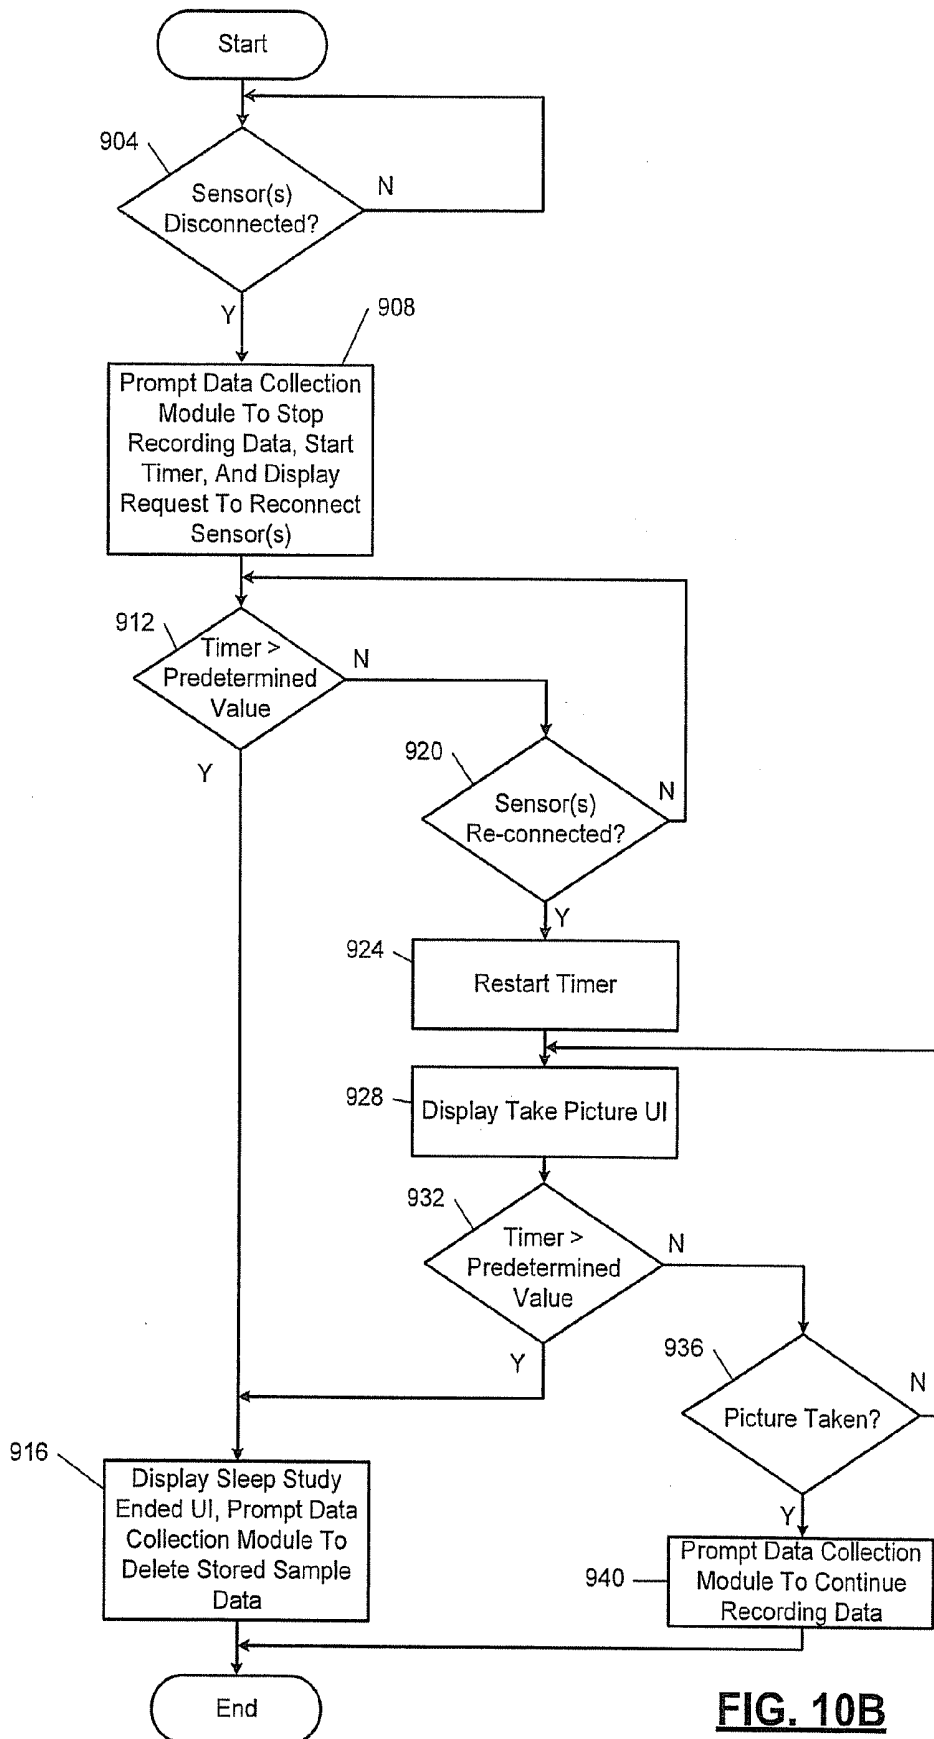 Start
904
Sensor(s)
Disconnected?
N
Y
908
Prompt Data Collection
Module To Stop
Recording Data, Start
Timer, And Display
Request To Reconnect
Sensor(s)
912
Timer >
Predetermined
Value
N
Y
920
Sensor(s)
Re-connected?
N
Y
924
Restart Timer
928
Display Take Picture UI
932
Timer >
Predetermined
Value
N
Y
936
Picture Taken?
N
Y
916
Display Sleep Study
Ended UI, Prompt Data
Collection Module To
Delete Stored Sample
Data
940
Prompt Data Collection
Module To Continue
Recording Data
End
FIG. 10B